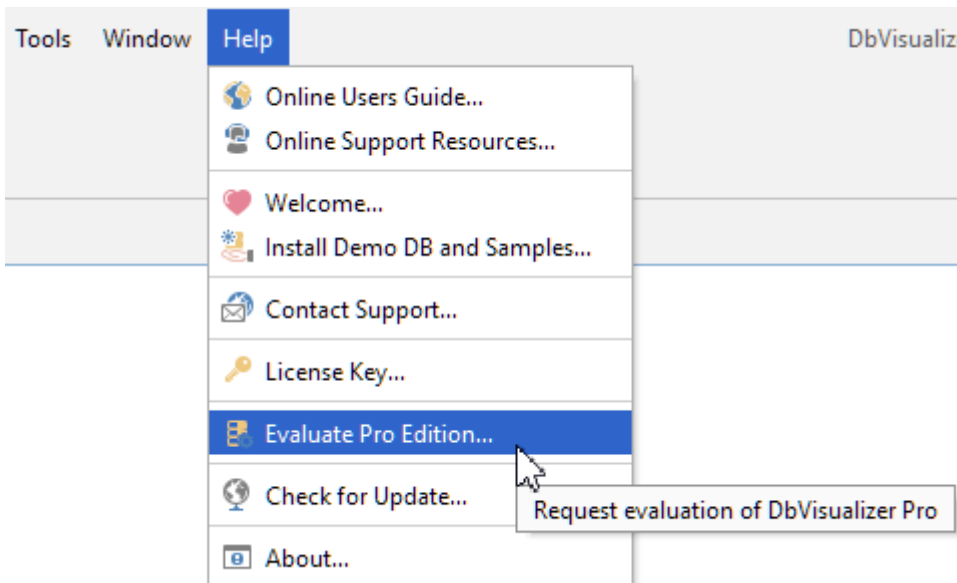 Tools Window Help DbVisualiz
Online Users Guide...
Online Support Resources...
Welcome...
Install Demo DB and Samples...
Contact Support...
License Key...
Evaluate Pro Edition...
Check for Update...
Request evaluation of DbVisualizer Pro
About...